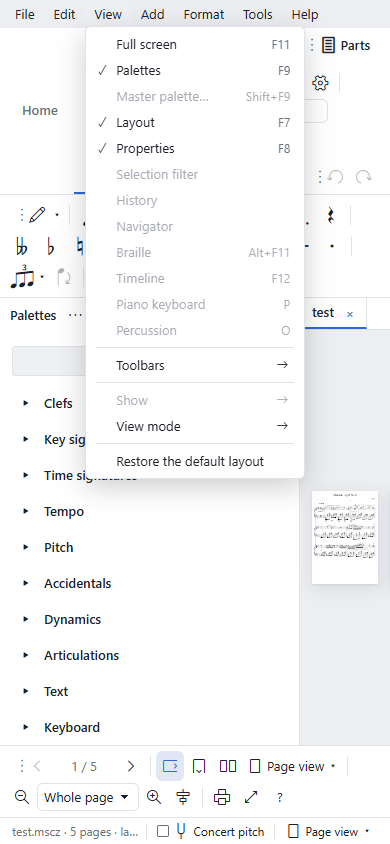 File Edit View Add Format Tools Help
Full screen F11
Parts
✓ Palettes F9
Master palette... Shift+F9
Home
✓ Layout F7
✓ Properties F8
Selection filter
History
Navigator
Braille Alt+F11
Timeline F12
3
Piano keyboard P
Palettes ···
test ×
Percussion O
Toolbars →
Clefs
Show →
View mode →
Key sig
Restore the default layout
Time signatures
Tempo
Pitch
Accidentals
Dynamics
Articulations
Text
Keyboard
1 / 5
Page view
Whole page
?
test.mscz · 5 pages · la...
Concert pitch
Page view